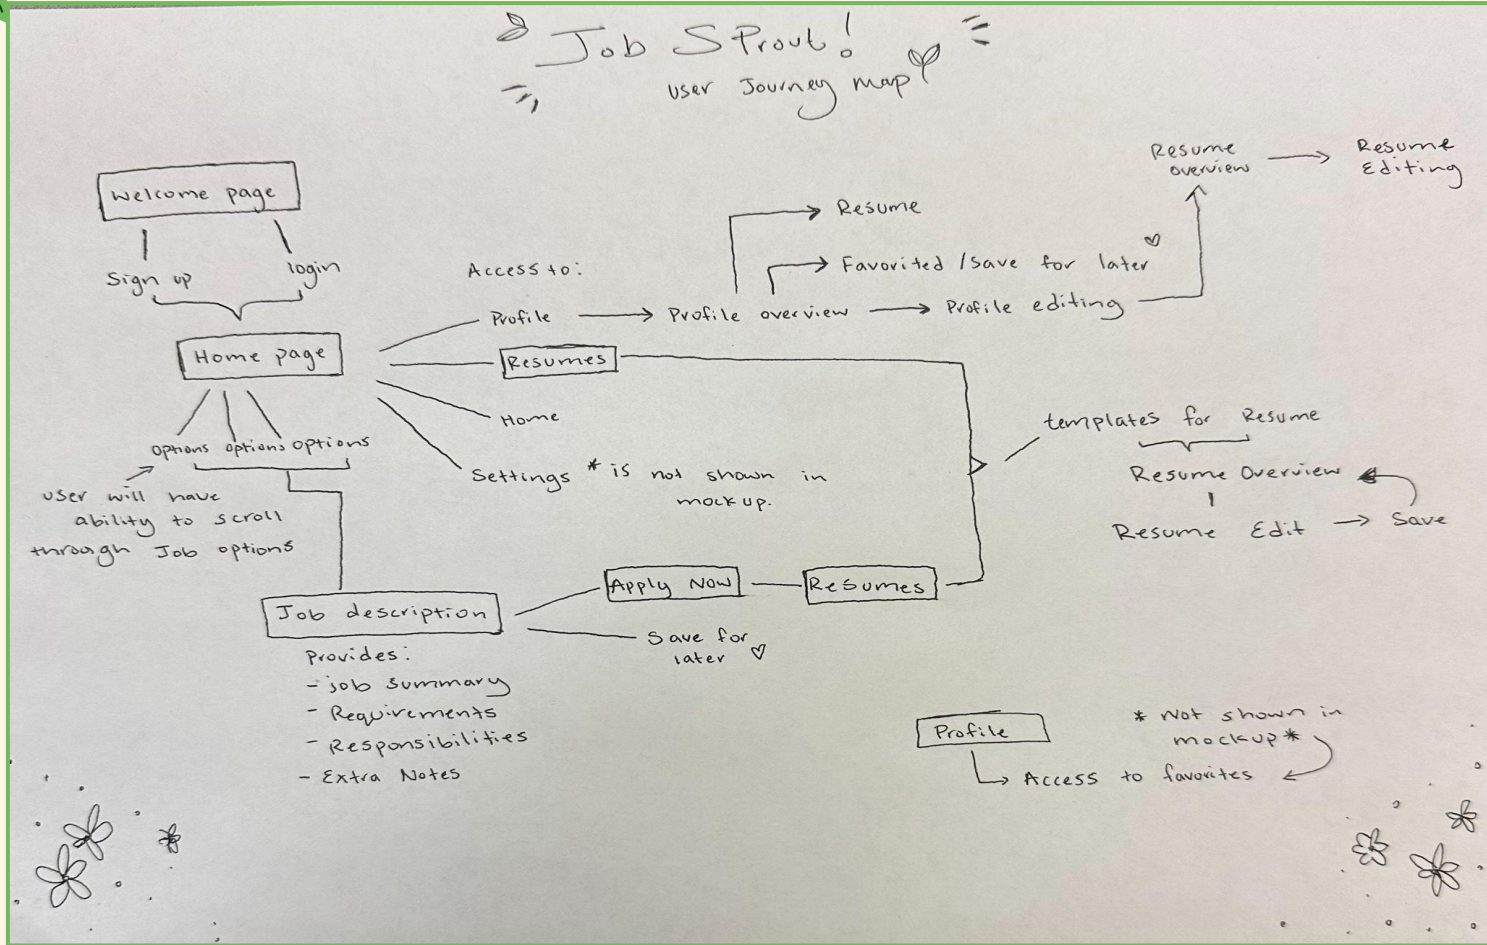 Job Sprout!
user Journey map
Welcome page
Sign up
login
Home page
options options options
user will have
ability to scroll
through Job options
Access to:
Profile
Profile overview
Resume
Favorited /save for later
Profile editing
Resume
overview
Resume
Editing
Resumes
Home
Settings * is not shown in
mockup.
templates for Resume
Resume Overview
Resume Edit
Save
Job description
Provides:
- job summary
- Requirements
- Responsibilities
- Extra Notes
Apply Now
Resumes
Save for
later
Profile
Access to favorites
* Not shown in
mockup *